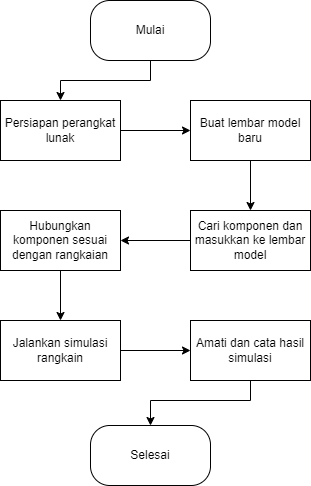 Mulai
Persiapan perangkat
lunak
Buat lembar model
baru
Cari komponen dan
masukkan ke lembar
model
Hubungkan
komponen sesuai
dengan rangkaian
Jalankan simulasi
rangkain
Amati dan cata hasil
simulasi
Selesai